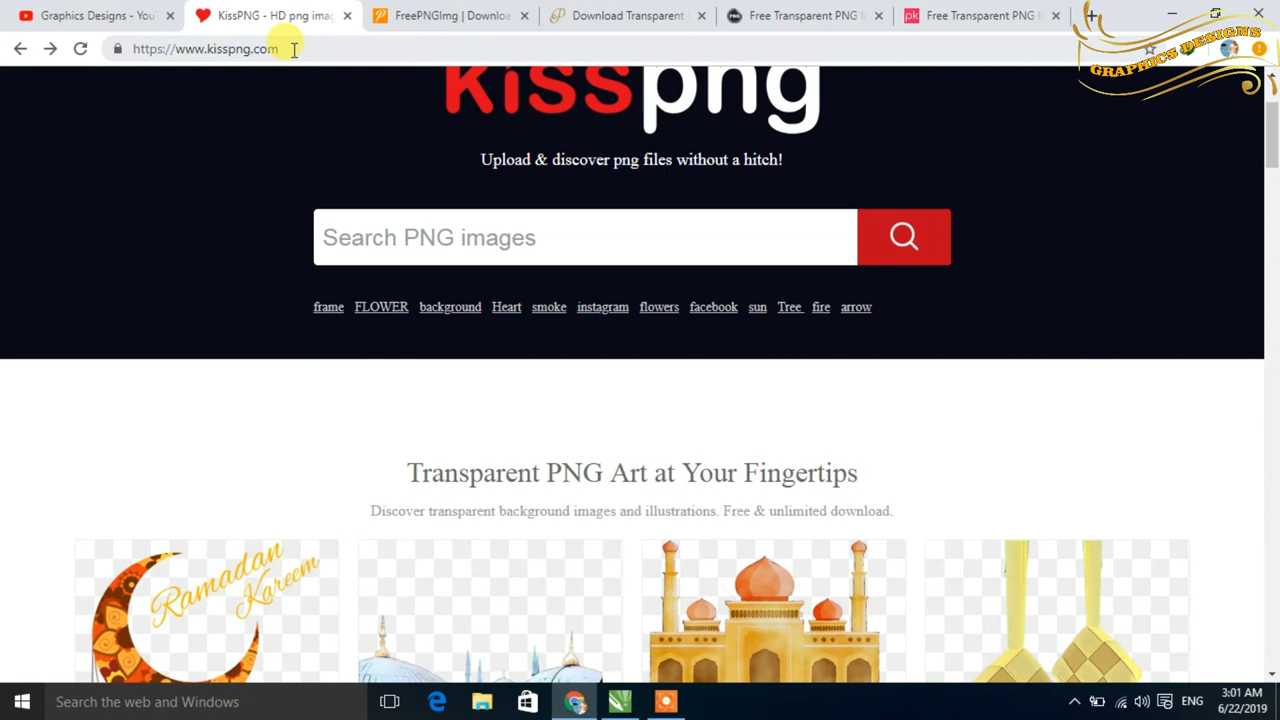 Graphics Designs - You
KissPNG - HD png imag
FreePNGImg | Downloa
Download Transparent
Free Transparent PNG
Free Transparent PNG
https://www.kisspng.com
GRAPHICS DESIGNS
kisspng
Upload & discover png files without a hitch!
Search PNG images
frame FLOWER background Heart smoke instagram flowers facebook sun Tree fire arrow
Transparent PNG Art at Your Fingertips
Discover transparent background images and illustrations. Free & unlimited download.
Ramadan
Kareem
Search the web and Windows
ENG
3:01 AM
6/22/2019